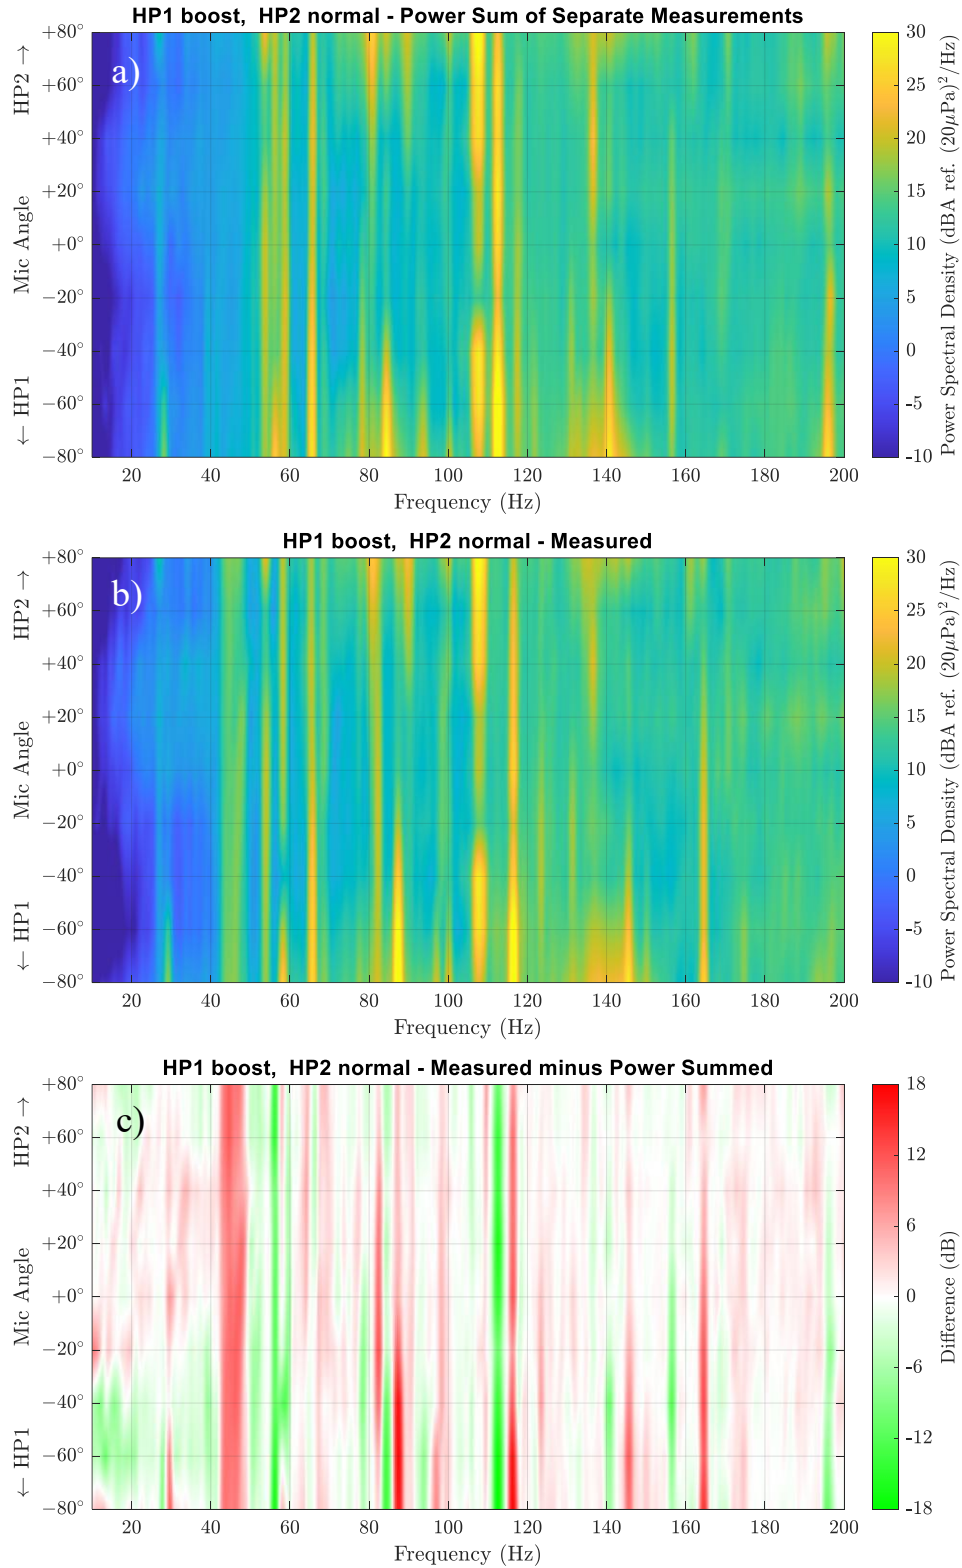 HP1 boost,  HP2 normal - Power Sum of Separate Measurements
a)
+80°
+60°
+40°
+20°
+0°
−20°
−40°
−60°
−80°
← HP1 Mic Angle HP2 →
20 40 60 80 100 120 140 160 180 200
Frequency (Hz)
30
25
20
15
10
5
0
-5
-10
Power Spectral Density (dBA ref. (20µPa)²/Hz)
HP1 boost,  HP2 normal - Measured
b)
+80°
+60°
+40°
+20°
+0°
−20°
−40°
−60°
−80°
← HP1 Mic Angle HP2 →
20 40 60 80 100 120 140 160 180 200
Frequency (Hz)
30
25
20
15
10
5
0
-5
-10
Power Spectral Density (dBA ref. (20µPa)²/Hz)
HP1 boost,  HP2 normal - Measured minus Power Summed
c)
+80°
+60°
+40°
+20°
+0°
−20°
−40°
−60°
−80°
← HP1 Mic Angle HP2 →
20 40 60 80 100 120 140 160 180 200
Frequency (Hz)
18
12
6
0
-6
-12
-18
Difference (dB)